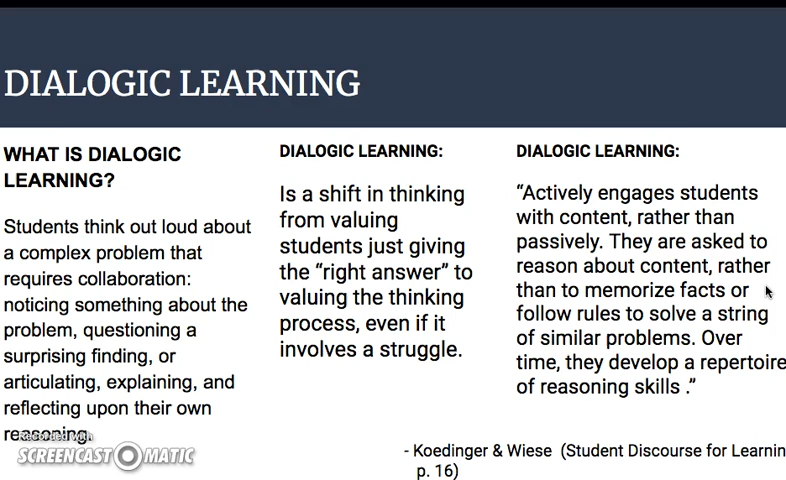 DIALOGIC LEARNING
WHAT IS DIALOGIC
LEARNING?
Students think out loud about
a complex problem that
requires collaboration:
noticing something about the
problem, questioning a
surprising finding, or
articulating, explaining, and
reflecting upon their own
reasoning.
DIALOGIC LEARNING:
Is a shift in thinking
from valuing
students just giving
the “right answer” to
valuing the thinking
process, even if it
involves a struggle.
DIALOGIC LEARNING:
“Actively engages students
with content, rather than
passively. They are asked to
reason about content, rather
than to memorize facts or
follow rules to solve a string
of similar problems. Over
time, they develop a repertoire
of reasoning skills .”
- Koedinger & Wiese (Student Discourse for Learnin
p. 16)
Recorded with
SCREENCAST-O-MATIC